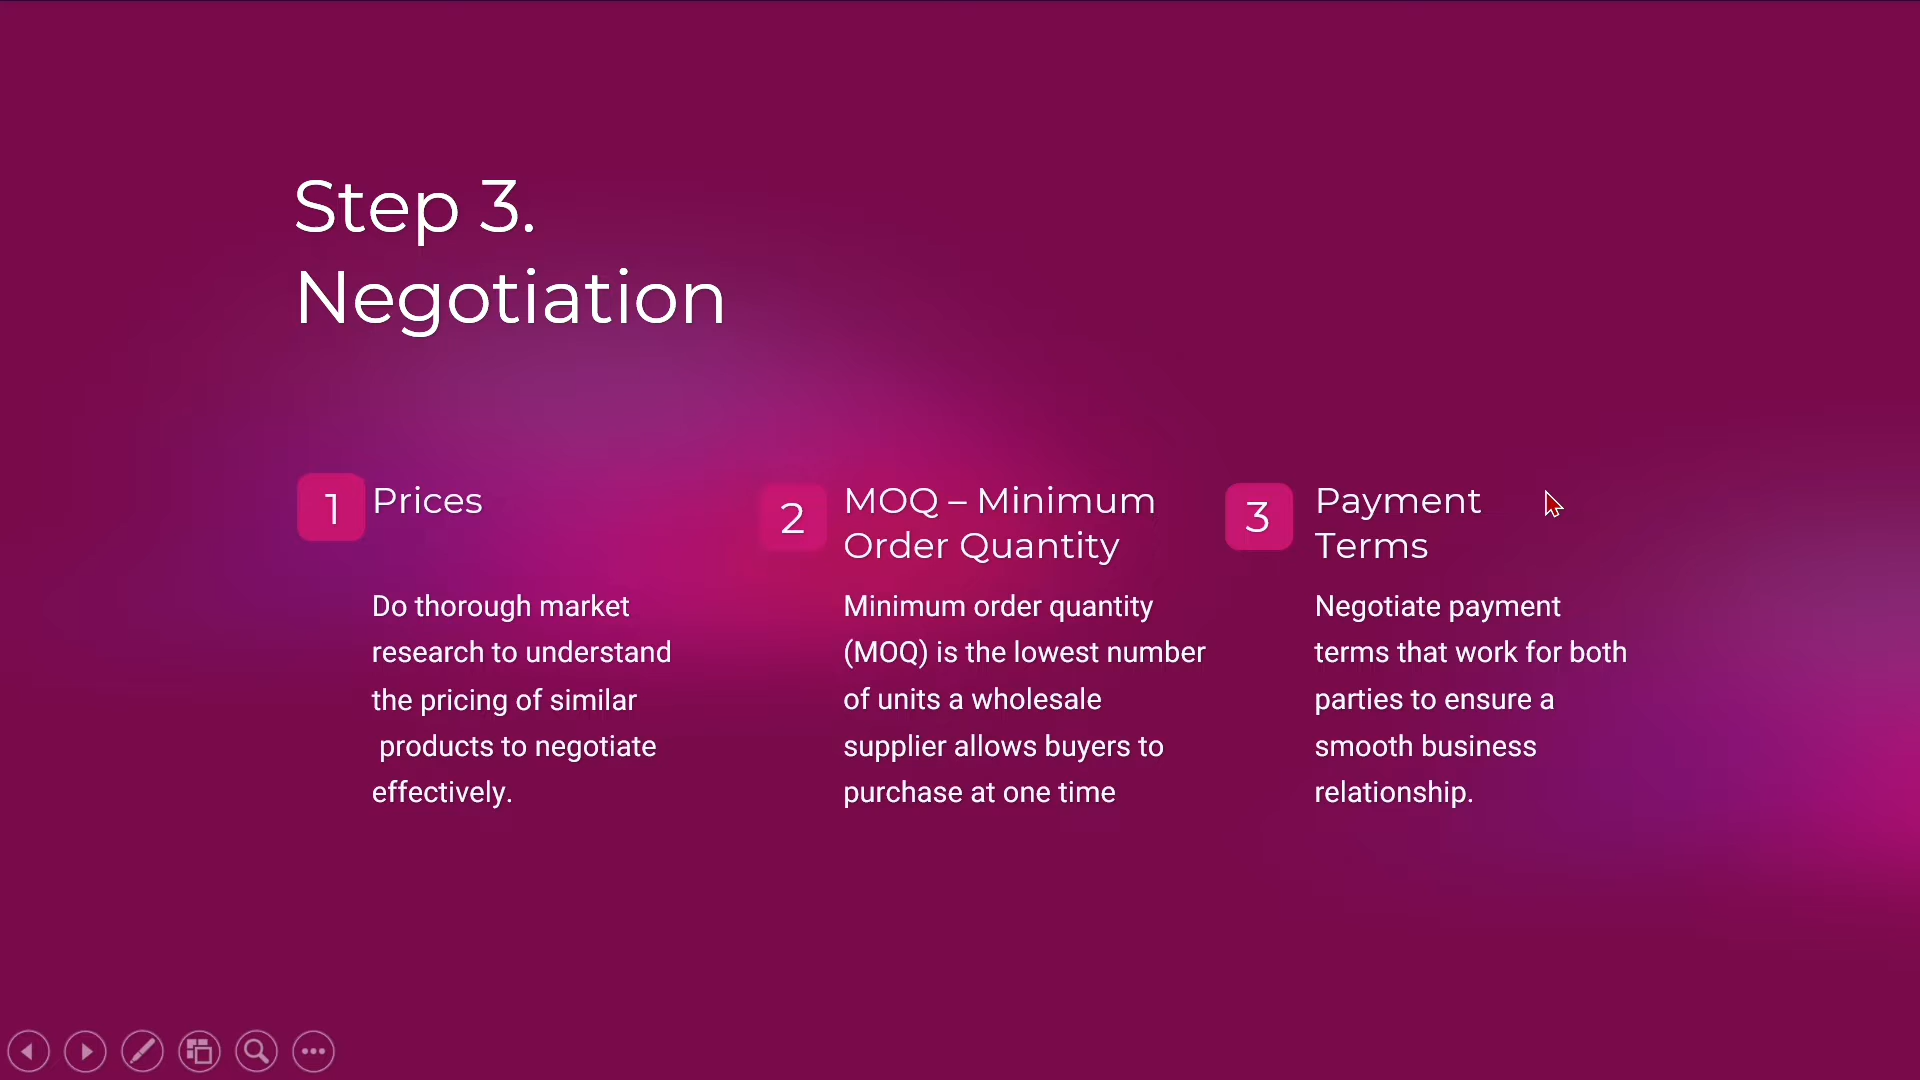 Step 3.
Negotiation
1
Prices
Do thorough market
research to understand
the pricing of similar
products to negotiate
effectively.
2
MOQ – Minimum
Order Quantity
Minimum order quantity
(MOQ) is the lowest number
of units a wholesale
supplier allows buyers to
purchase at one time
3
Payment
Terms
Negotiate payment
terms that work for both
parties to ensure a
smooth business
relationship.